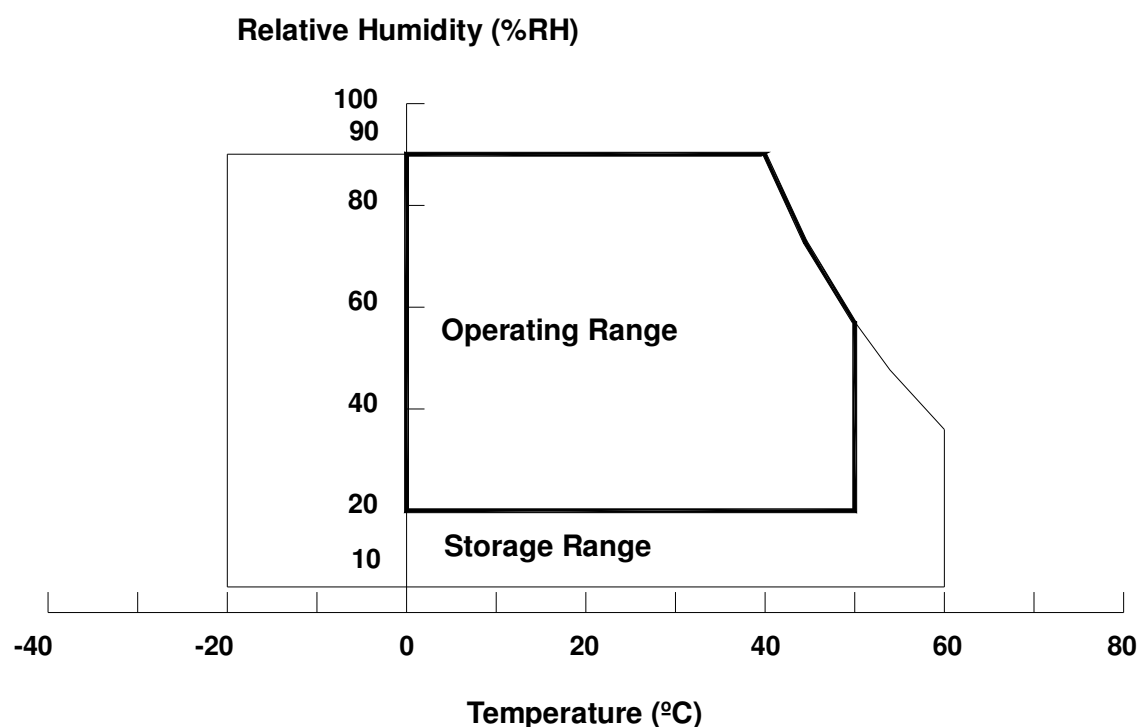 Relative Humidity (%RH)
100
90
80
60
Operating Range
40
20
Storage Range
10
-40 -20 0 20 40 60 80
Temperature (ºC)